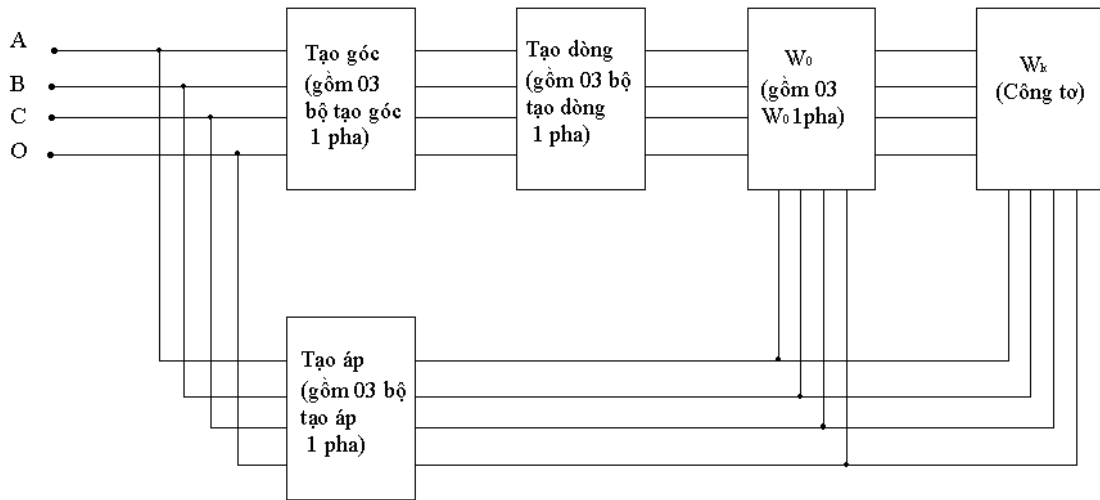 A
B
C
O
Tạo góc
(gồm 03
bộ tạo góc
1 pha)
Tạo dòng
(gồm 03 bộ
tạo dòng
1 pha)
W₀
(gồm 03
W₀ 1pha)
Wₖ
(Công tơ)
Tạo áp
(gồm 03 bộ
tạo áp
1 pha)